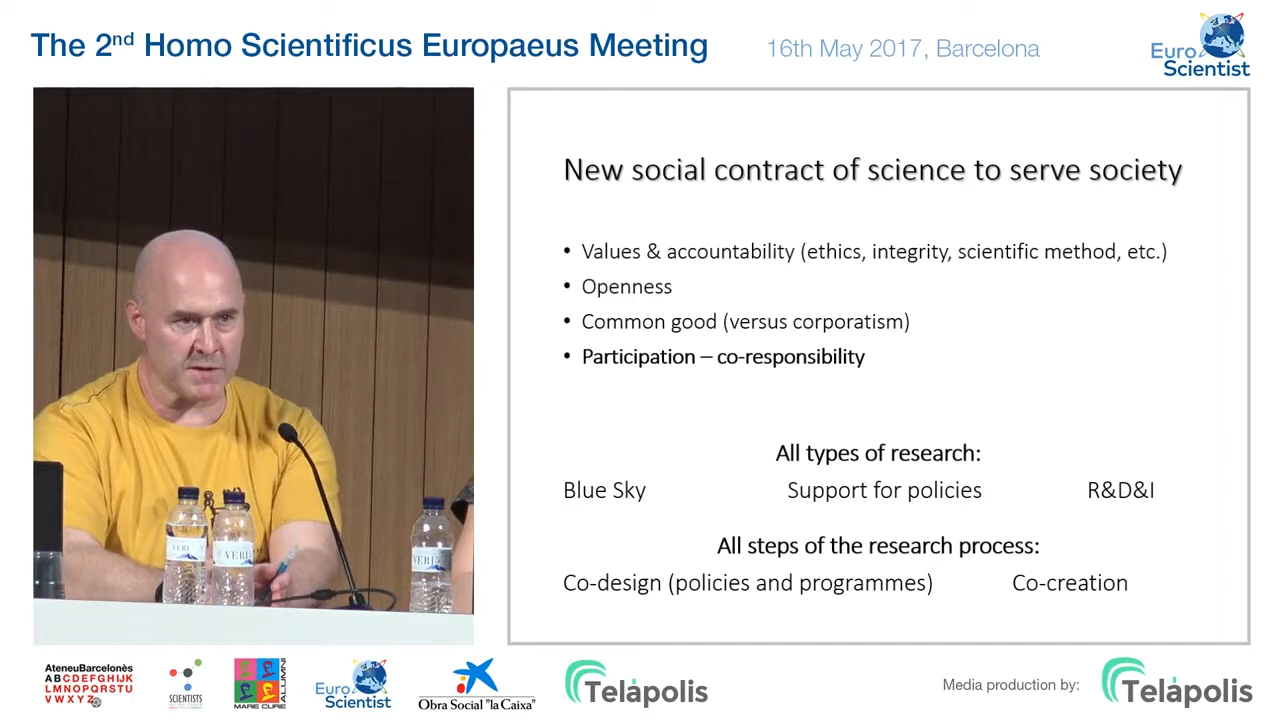 The 2nd Homo Scientificus Europaeus Meeting
16th May 2017, Barcelona
Euro
Scientist
New social contract of science to serve society
• Values & accountability (ethics, integrity, scientific method, etc.)
• Openness
• Common good (versus corporatism)
• Participation – co-responsibility
All types of research:
Blue Sky Support for policies R&D&I
All steps of the research process:
Co-design (policies and programmes) Co-creation
VERI
VERI
VERI
AteneuBarcelonès
ABCDEFGHIJK
LMNOPQRSTU
VWXYZ
SCIENTISTS
MARIE CURIE ALUMNI
Euro
Scientist
Obra Social "la Caixa"
Telàpolis
Media production by:
Telàpolis